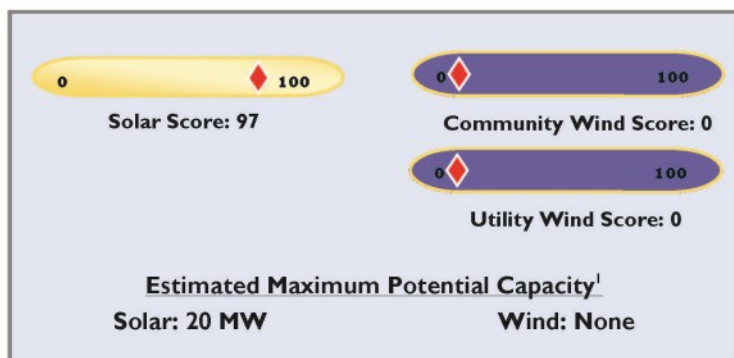 0 100
Solar Score: 97
0 100
Community Wind Score: 0
0 100
Utility Wind Score: 0
Estimated Maximum Potential Capacity¹
Solar: 20 MW Wind: None